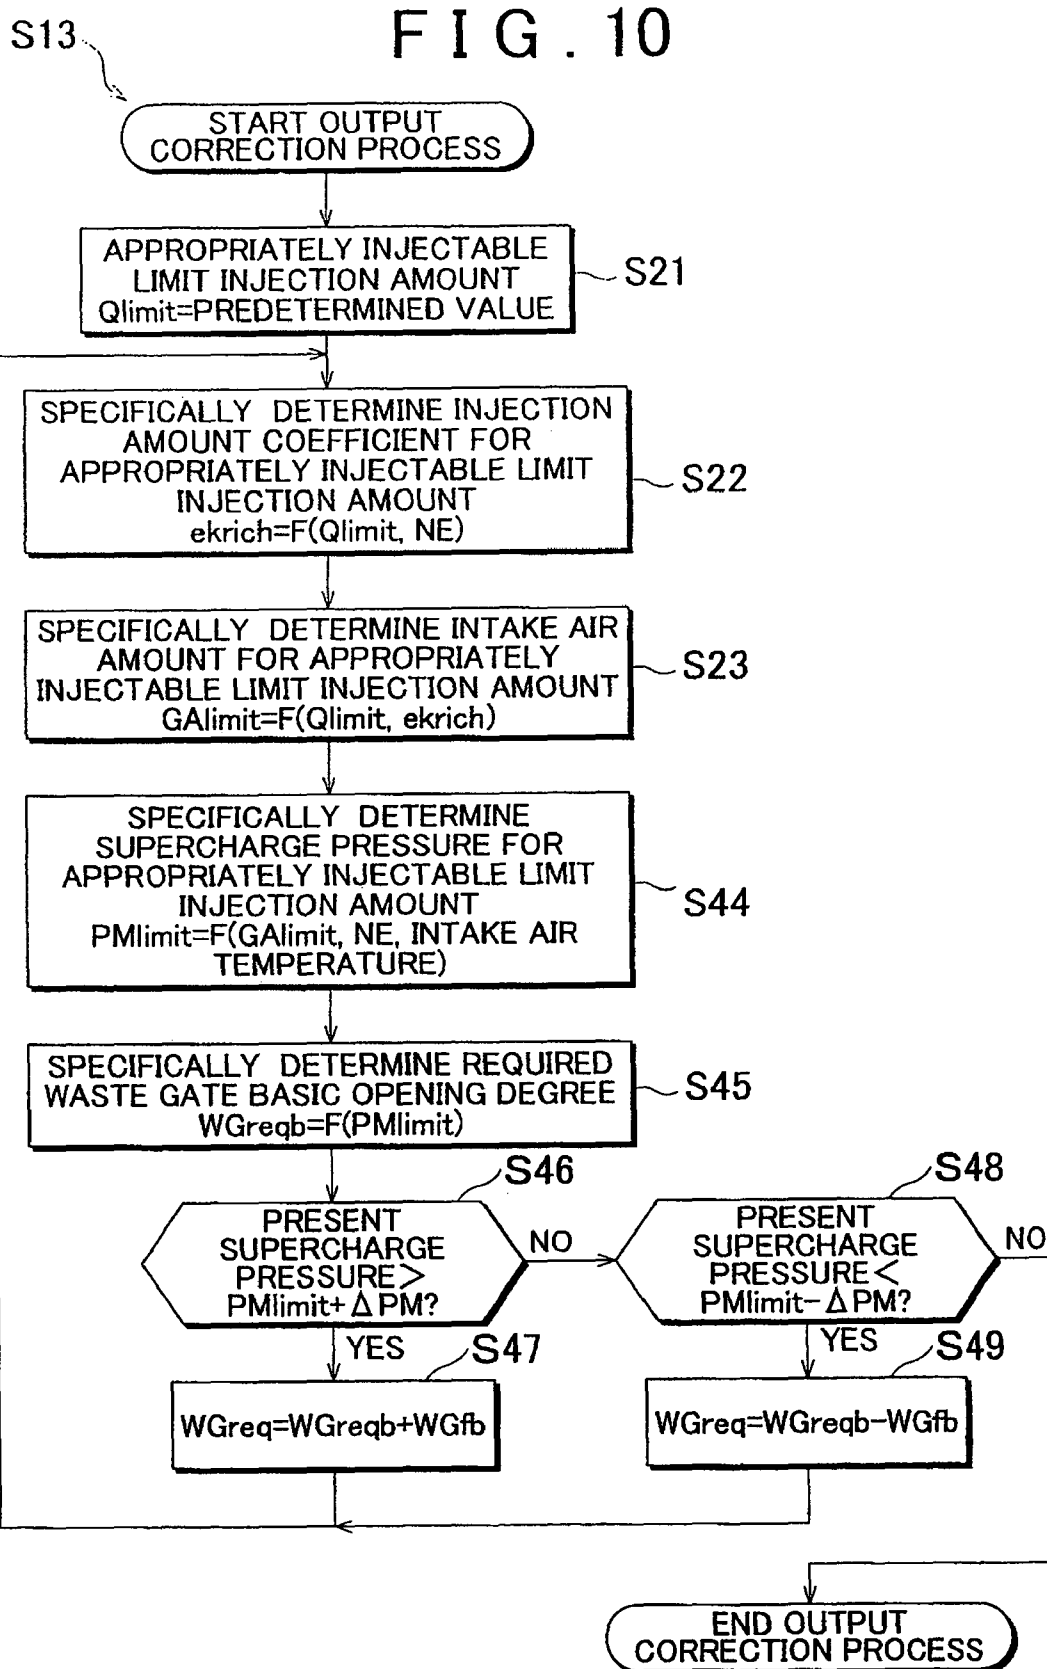 FIG. 10
S13
START OUTPUT
CORRECTION PROCESS
APPROPRIATELY INJECTABLE
LIMIT INJECTION AMOUNT
Qlimit=PREDETERMINED VALUE
S21
SPECIFICALLY DETERMINE INJECTION
AMOUNT COEFFICIENT FOR
APPROPRIATELY INJECTABLE LIMIT
INJECTION AMOUNT
ekrich=F(Qlimit, NE)
S22
SPECIFICALLY DETERMINE INTAKE AIR
AMOUNT FOR APPROPRIATELY
INJECTABLE LIMIT INJECTION AMOUNT
GAlimit=F(Qlimit, ekrich)
S23
SPECIFICALLY DETERMINE
SUPERCHARGE PRESSURE FOR
APPROPRIATELY INJECTABLE LIMIT
INJECTION AMOUNT
PMlimit=F(GAlimit, NE, INTAKE AIR
TEMPERATURE)
S44
SPECIFICALLY DETERMINE REQUIRED
WASTE GATE BASIC OPENING DEGREE
WGreqb=F(PMlimit)
S45
S46
PRESENT
SUPERCHARGE
PRESSURE>
PMlimit+ΔPM?
NO
YES
S48
PRESENT
SUPERCHARGE
PRESSURE<
PMlimit-ΔPM?
NO
YES
S47
WGreq=WGreqb+WGfb
S49
WGreq=WGreqb-WGfb
END OUTPUT
CORRECTION PROCESS